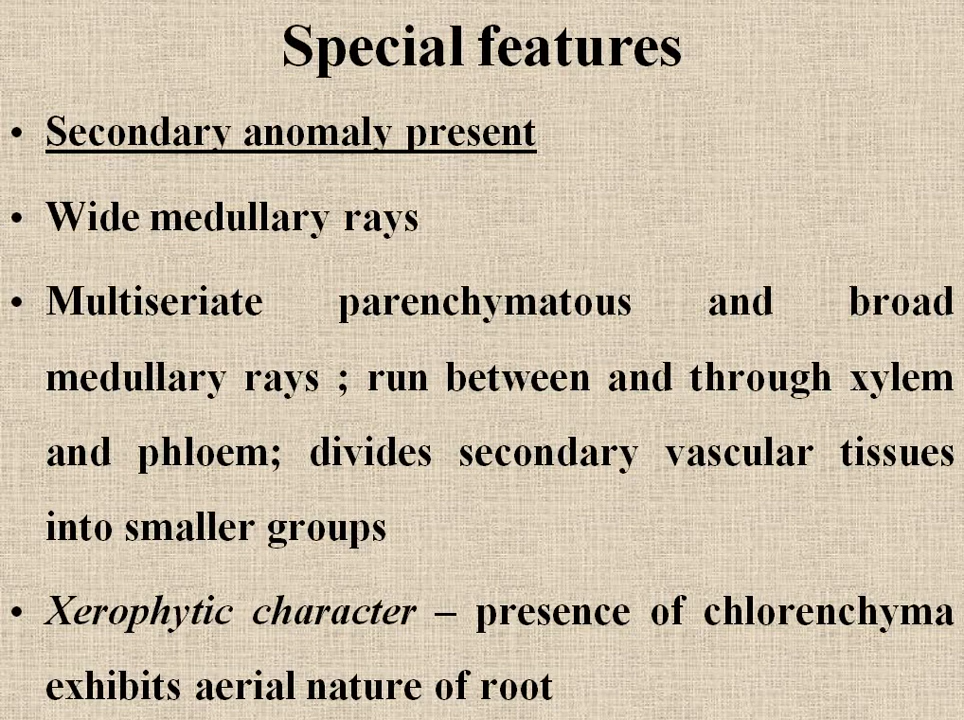 Special features
• Secondary anomaly present
• Wide medullary rays
• Multiseriate parenchymatous and broad
medullary rays ; run between and through xylem
and phloem; divides secondary vascular tissues
into smaller groups
• Xerophytic character – presence of chlorenchyma
exhibits aerial nature of root